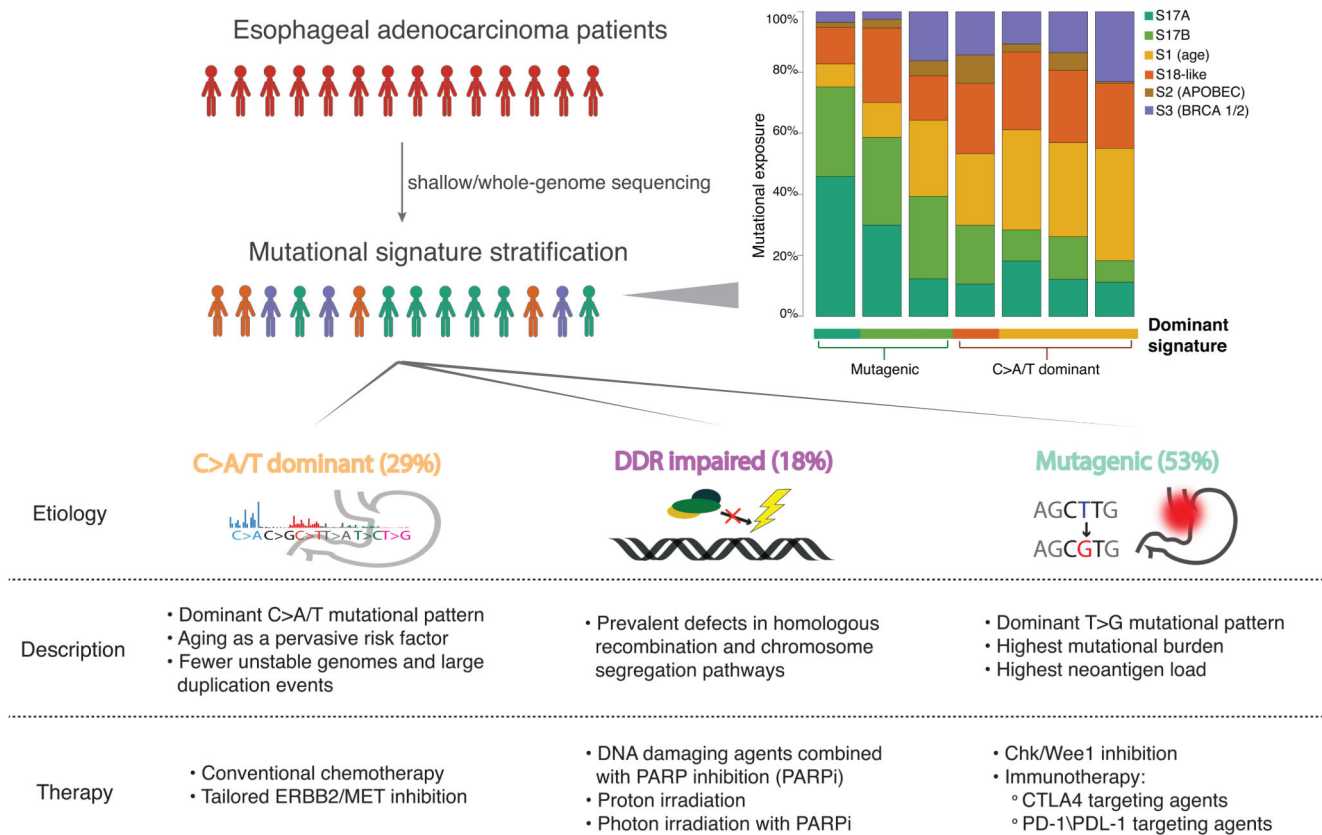 Esophageal adenocarcinoma patients
shallow/whole-genome sequencing
Mutational signature stratification
Mutational exposure
100%
80%
60%
40%
20%
0%
S17A
S17B
S1 (age)
S18-like
S2 (APOBEC)
S3 (BRCA 1/2)
Dominant
signature
Mutagenic
C>A/T dominant
C>A/T dominant (29%)
DDR impaired (18%)
Mutagenic (53%)
Etiology
C>A C>G C>T T>A T>C T>G
AGCTTG
AGCGTG
Description
• Dominant C>A/T mutational pattern
• Aging as a pervasive risk factor
• Fewer unstable genomes and large
duplication events
• Prevalent defects in homologous
recombination and chromosome
segregation pathways
• Dominant T>G mutational pattern
• Highest mutational burden
• Highest neoantigen load
Therapy
• Conventional chemotherapy
• Tailored ERBB2/MET inhibition
• DNA damaging agents combined
with PARP inhibition (PARPi)
• Proton irradiation
• Photon irradiation with PARPi
• Chk/Wee1 inhibition
• Immunotherapy:
° CTLA4 targeting agents
° PD-1\PDL-1 targeting agents